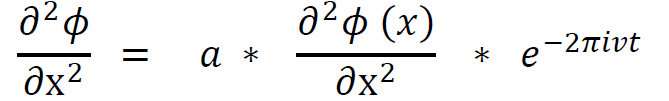 ∂²ϕ/∂x² = a * ∂²ϕ (x)/∂x² * e^(−2πivt)